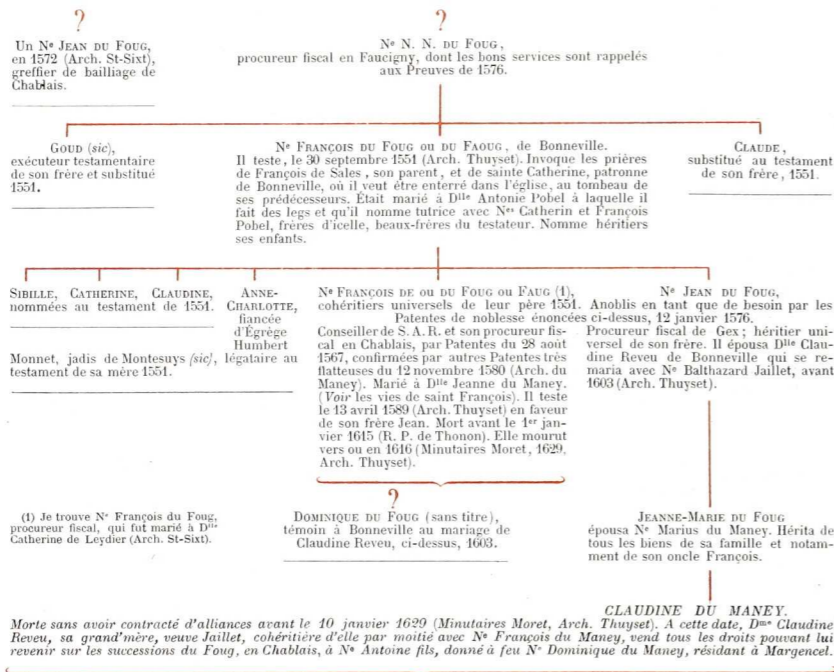 ?
Un Ne JEAN DU FOUG,
en 1572 (Arch. St-Sixt),
greffier de bailliage de
Chablais.
?
Ne N. N. DU FOUG,
procureur fiscal en Faucigny, dont les bons services sont rappelés
aux Preuves de 1576.
GOUD (sic),
exécuteur testamentaire
de son frère et substitué
1551.
Ne FRANÇOIS DU FOUG OU DU FAOUG, de Bonneville.
Il teste, le 30 septembre 1551 (Arch. Thuyset). Invoque les prières
de François de Sales, son parent, et de sainte Catherine, patronne
de Bonneville, où il veut être enterré dans l'église, au tombeau de
ses prédécesseurs. Était marié à Dlle Antonie Pobel à laquelle il
fait des legs et qu'il nomme tutrice avec Nes Catherin et François
Pobel, frères d'icelle, beaux-frères du testateur. Nomme héritiers
ses enfants.
CLAUDE,
substitué au testament
de son frère, 1551.
SIBILLE, CATHERINE, CLAUDINE,
nommées au testament de 1551.
Monnet, jadis de Montesuys (sic),
ANNE-
CHARLOTTE,
fiancée
d'Égrège
Humbert
légataire au
testament de sa mère 1551.
Ne FRANÇOIS DE OU DU FOUG OU FAUG (1),
cohéritiers universels de leur père 1551.
Ne JEAN DU FOUG,
Anoblis en tant que de besoin par les
Patentes de noblesse énoncées ci-dessus, 12 janvier 1576.
Conseiller de S. A. R. et son procureur fis-
cal en Chablais, par Patentes du 28 août
1567, confirmées par autres Patentes très
flatteuses du 12 novembre 1580 (Arch. du
Maney). Marié à Dlle Jeanne du Maney.
(Voir les vies de saint François). Il teste
le 13 avril 1589 (Arch. Thuyset) en faveur
de son frère Jean. Mort avant le 1er jan-
vier 1615 (R. P. de Thonon). Elle mourut
vers ou en 1616 (Minutaires Moret, 1629,
Arch. Thuyset).
Procureur fiscal de Gex ; héritier uni-
versel de son frère. Il épousa Dlle Clau-
dine Reveu de Bonneville qui se re-
maria avec Ne Balthazard Jaillet, avant
1603 (Arch. Thuyset).
(1) Je trouve Ne François du Foug,
procureur fiscal, qui fut marié à Dlle
Catherine de Leydier (Arch. St-Sixt).
?
DOMINIQUE DU FOUG (sans titre),
témoin à Bonneville au mariage de
Claudine Reveu, ci-dessus, 1603.
JEANNE-MARIE DU FOUG
épousa Ne Marius du Maney. Hérita de
tous les biens de sa famille et notam-
ment de son oncle François.
CLAUDINE DU MANEY.
Morte sans avoir contracté d'alliances avant le 10 janvier 1629 (Minutaires Moret, Arch. Thuyset). A cette date, Dme Claudine
Reveu, sa grand'mère, veuve Jaillet, cohéritière d'elle par moitié avec Ne François du Maney, vend tous les droits pouvant lui
revenir sur les successions du Foug, en Chablais, à Ne Antoine fils, donné à feu Ne Dominique du Maney, résidant à Margencel.